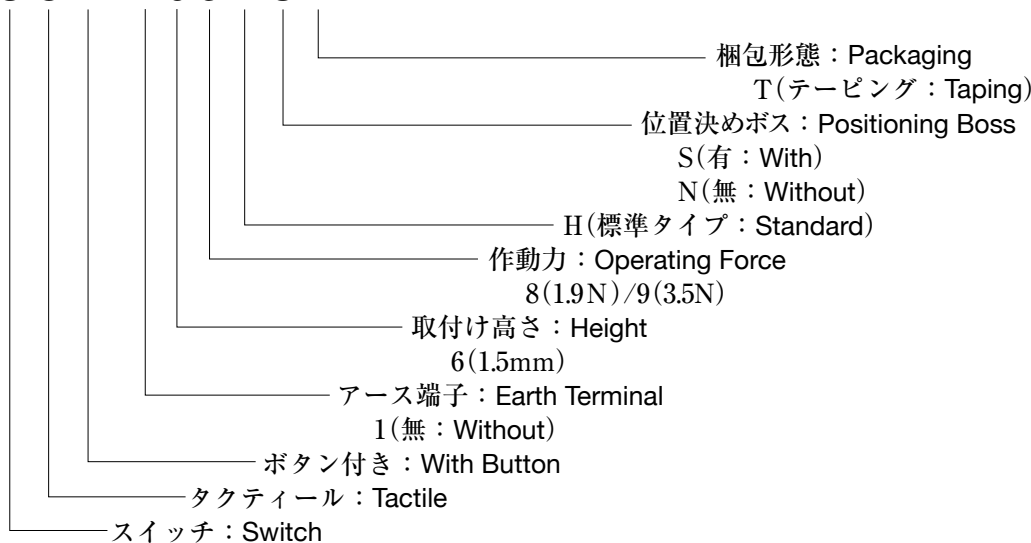 梱包形態：Packaging
T(テーピング：Taping)
位置決めボス：Positioning Boss
S(有：With)
N(無：Without)
H(標準タイプ：Standard)
作動力：Operating Force
8(1.9N)/9(3.5N)
取付け高さ：Height
6(1.5mm)
アース端子：Earth Terminal
1(無：Without)
ボタン付き：With Button
タクティール：Tactile
スイッチ：Switch